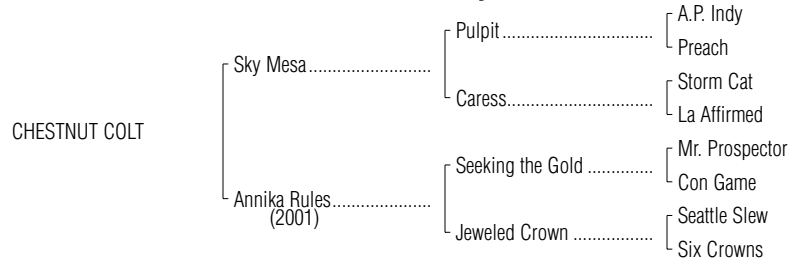 A.P. Indy
Pulpit
Preach
Sky Mesa
Storm Cat
Caress
La Affirmed
CHESTNUT COLT
Mr. Prospector
Seeking the Gold
Con Game
Annika Rules
(2001)
Seattle Slew
Jeweled Crown
Six Crowns